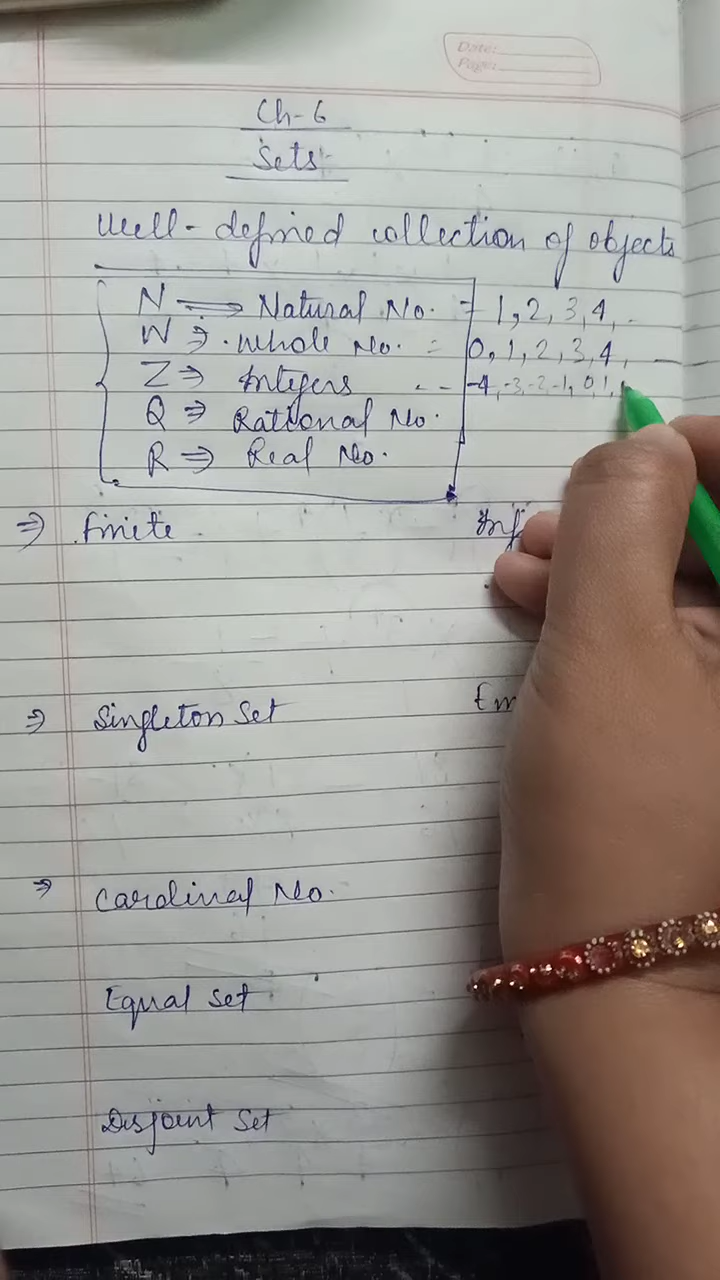 Date:
Page:
Ch-6
Sets
Well-defined collection of objects
N ⇒ Natural No. = 1, 2, 3, 4, .
W ⇒ Whole No. = 0, 1, 2, 3, 4, —
Z ⇒ Integers .. -4, -3, -2, -1, 0, 1,
Q ⇒ Rational No.
R ⇒ Real No.
⇒ finite Inf
⇒ Singleton Set Em
⇒ Cardinal No.
Equal set
Disjoint Set